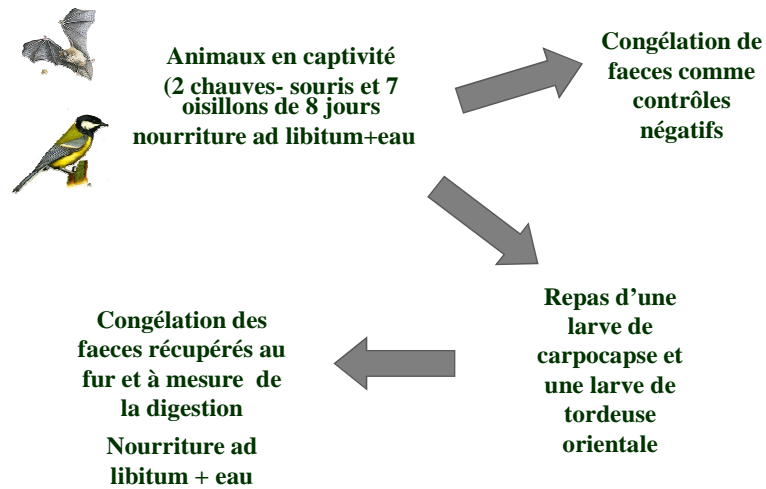 Animaux en captivité
(2 chauves- souris et 7
oisillons de 8 jours
nourriture ad libitum+eau
Congélation de
faeces comme
contrôles
négatifs
Repas d’une
larve de
carpocapse et
une larve de
tordeuse
orientale
Congélation des
faeces récupérés au
fur et à mesure de
la digestion
Nourriture ad
libitum + eau